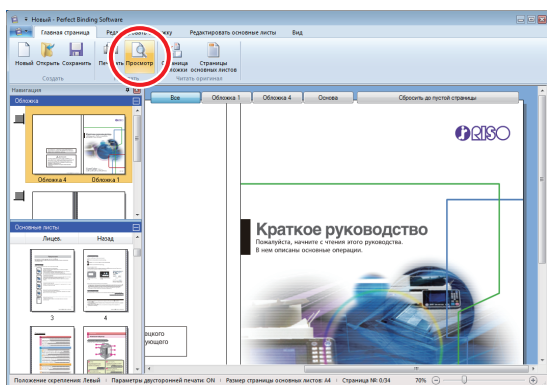 Новый - Perfect Binding Software
Главная страница
Редактировать основные листы
Вид
Новый Открыть Сохранить
Просмотр
Страницы
основных листов
Создать
Читать оригинал
Навигация
Обложка
Обложка 4 Обложка 1
Основные листы
Лицев. Назад
3 4
Все
Обложка 1
Обложка 4
Основа
Сбросить до пустой страницы
RISO
Краткое руководство
Пожалуйста, начните с чтения этого руководства.
В нем описаны основные операции.
Положение скрепления: Левый Параметры двусторонней печати: ON Размер страницы основных листов: A4 Страница №: 0/34 70%